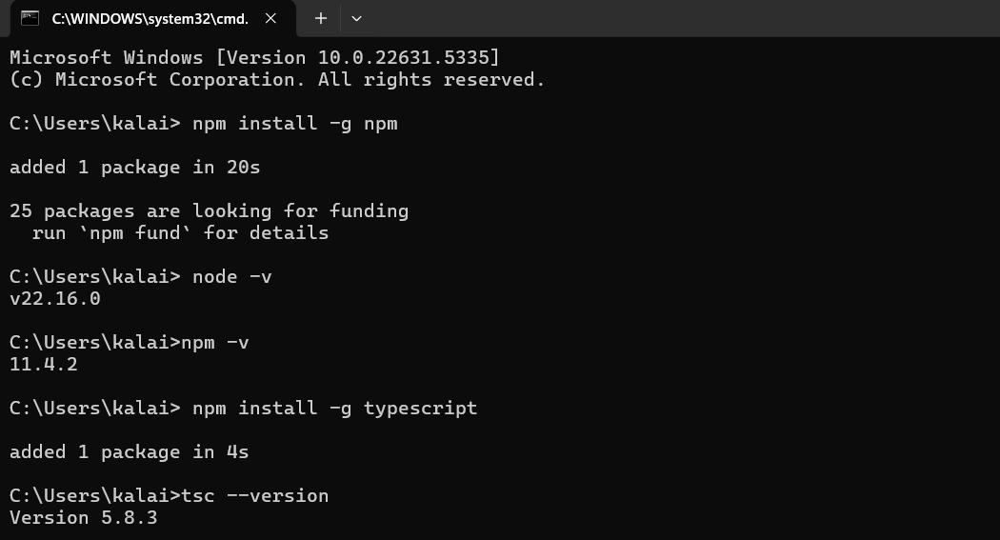 C:\WINDOWS\system32\cmd.
Microsoft Windows [Version 10.0.22631.5335]
(c) Microsoft Corporation. All rights reserved.
C:\Users\kalai> npm install -g npm
added 1 package in 20s
25 packages are looking for funding
  run `npm fund` for details
C:\Users\kalai> node -v
v22.16.0
C:\Users\kalai>npm -v
11.4.2
C:\Users\kalai> npm install -g typescript
added 1 package in 4s
C:\Users\kalai>tsc --version
Version 5.8.3